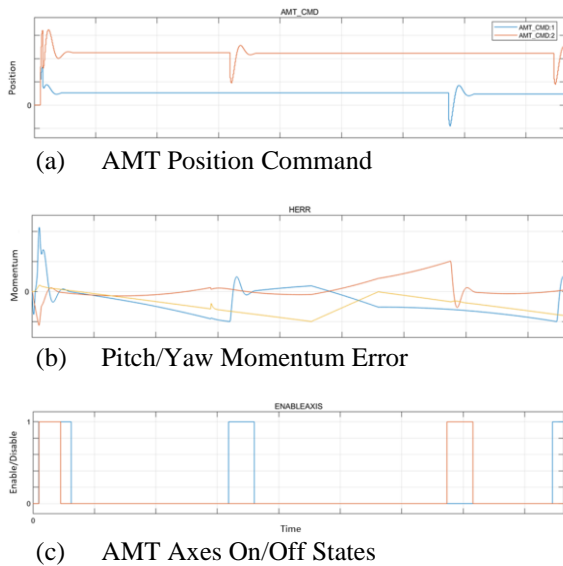 AMT_CMD
AMT_CMD:1
AMT_CMD:2
Position
0
(a) AMT Position Command
HERR
Momentum
0
(b) Pitch/Yaw Momentum Error
ENABLEAXIS
Enable/Disable
1
0
0
Time
(c) AMT Axes On/Off States